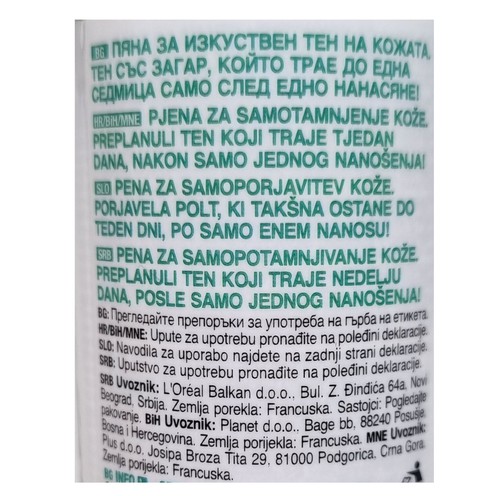 BG ПЯНА ЗА ИЗКУСТВЕН ТЕН НА КОЖАТА.
ТЕН СЪС ЗАГАР, КОЙТО ТРАЕ ДО ЕДНА
СЕДМИЦА САМО СЛЕД ЕДНО НАНАСЯНЕ!
HR/BiH/MNE PJENA ZA SAMOTAMNJENJE KOŽE.
PREPLANULI TEN KOJI TRAJE TJEDAN
DANA, NAKON SAMO JEDNOG NANOŠENJA!
SLO PENA ZA SAMOPORJAVITEV KOŽE.
PORJAVELA POLT, KI TAKŠNA OSTANE DO
TEDEN DNI, PO SAMO ENEM NANOSU!
SRB PENA ZA SAMOPOTAMNJIVANJE KOŽE.
PREPLANULI TEN KOJI TRAJE NEDELJU
DANA, POSLE SAMO JEDNOG NANOŠENJA!
BG: Прегледайте препоръки за употреба на гърба на етикета.
HR/BiH/MNE: Upute za upotrebu pronađite na poleđini deklaracije.
SLO: Navodila za uporabo najdete na zadnji strani deklaracije.
SRB: Uputstvo za upotrebu pronađite na poleđini deklaracije.
SRB Uvoznik: L'Oréal Balkan d.o.o.. Bul. Z. Đinđića 64a. Novi
Beograd, Srbija. Zemlja porekla: Francuska. Sastojci: Pogledajte
pakovanje. BiH Uvoznik: Planet d.o.o.. Bage bb, 88240 Posušje.
Bosna i Hercegovina. Zemlja porijekla: Francuska. MNE Uvoznik:
Plus d.o.o. Josipa Broza Tita 29, 81000 Podgorica, Crna Gora.
Zemlja porijekla: Francuska.
BG INFO